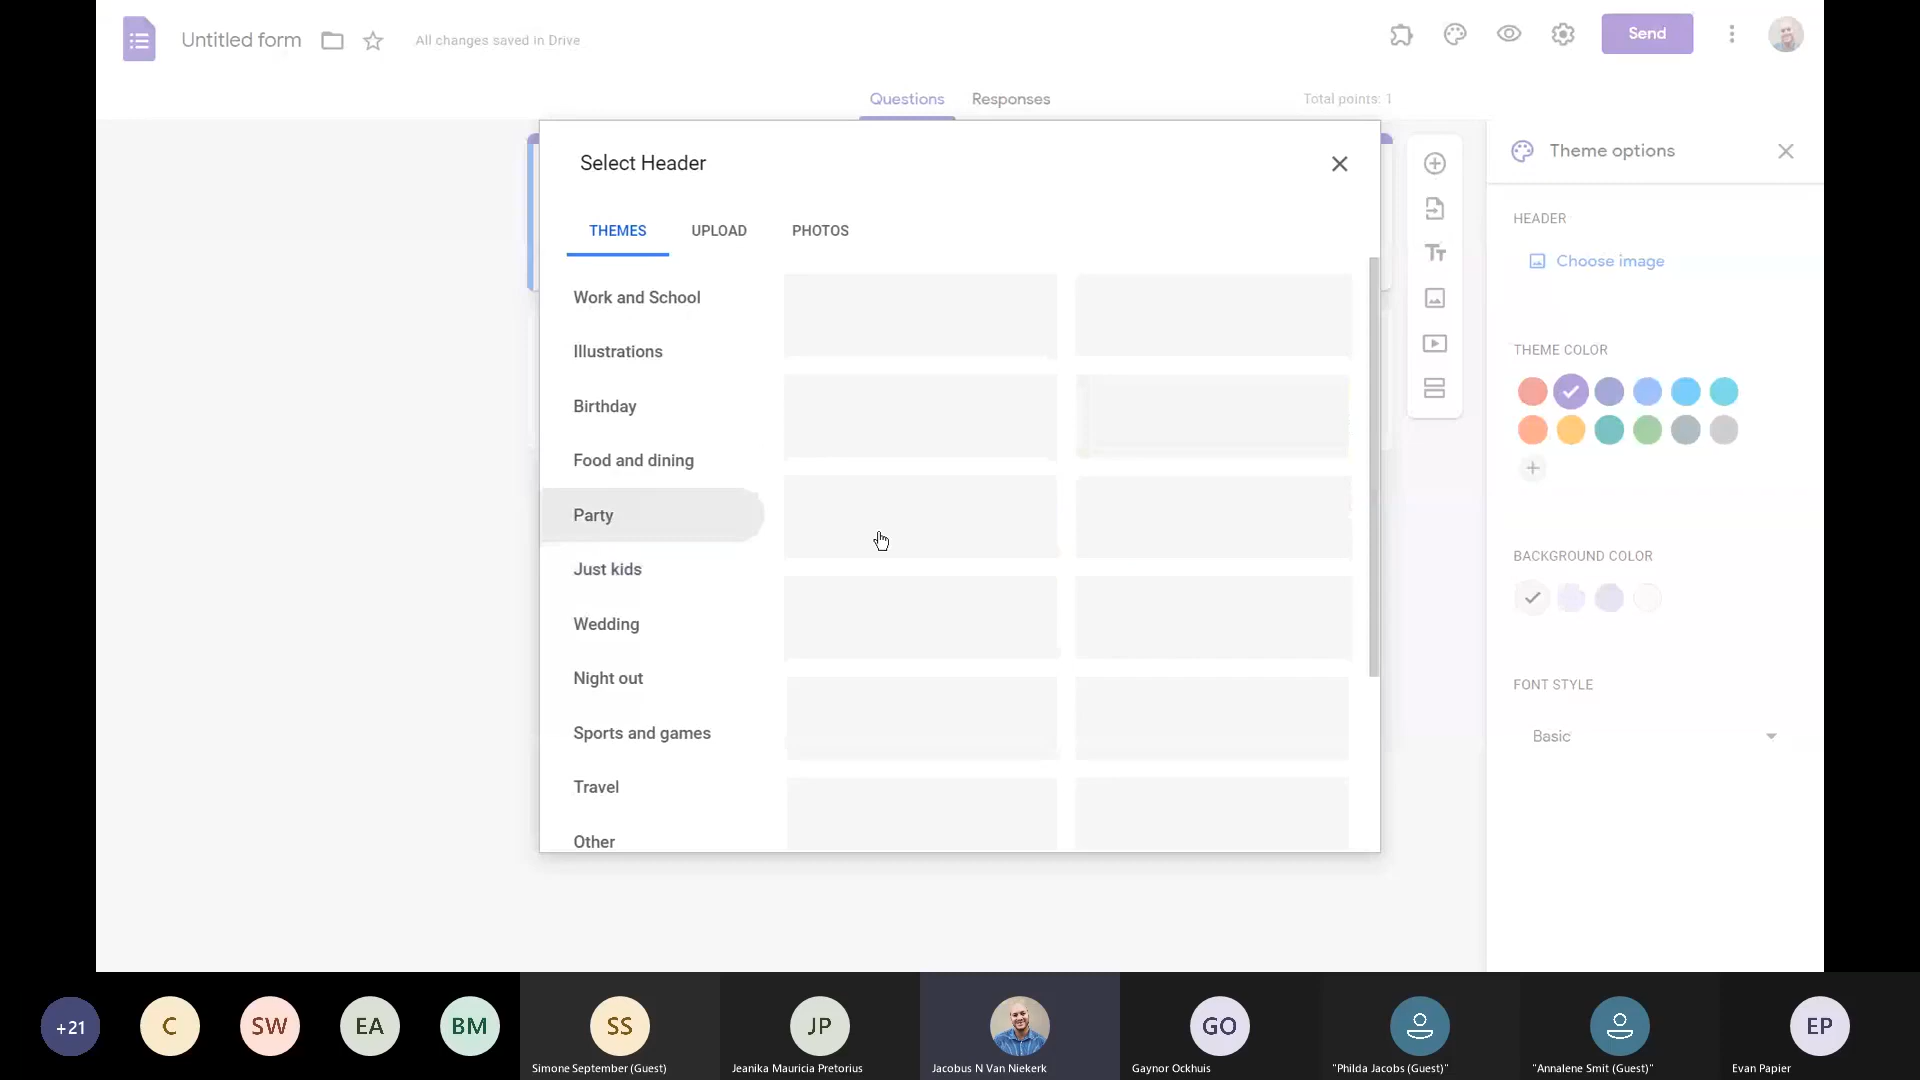 Untitled form
All changes saved in Drive
Send
Questions
Responses
Total points: 1
Select Header
Theme options
THEMES
UPLOAD
PHOTOS
HEADER
Choose image
Work and School
Illustrations
Birthday
Food and dining
Party
Just kids
Wedding
Night out
Sports and games
Travel
Other
Tt
THEME COLOR
BACKGROUND COLOR
FONT STYLE
Basic
+21
C
SW
EA
BM
SS
JP
GO
EP
Simone September (Guest)
Jeanika Mauricia Pretorius
Jacobus N Van Niekerk
Gaynor Ockhuis
"Philda Jacobs (Guest)"
"Annalene Smit (Guest)"
Evan Papier